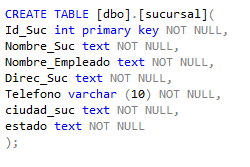 CREATE TABLE [dbo].[sucursal](
Id_Suc int primary key NOT NULL,
Nombre_Suc text NOT NULL,
Nombre_Empleado text NOT NULL,
Direc_Suc text NOT NULL,
Telefono varchar (10) NOT NULL,
ciudad_suc text NOT NULL,
estado text NOT NULL
);